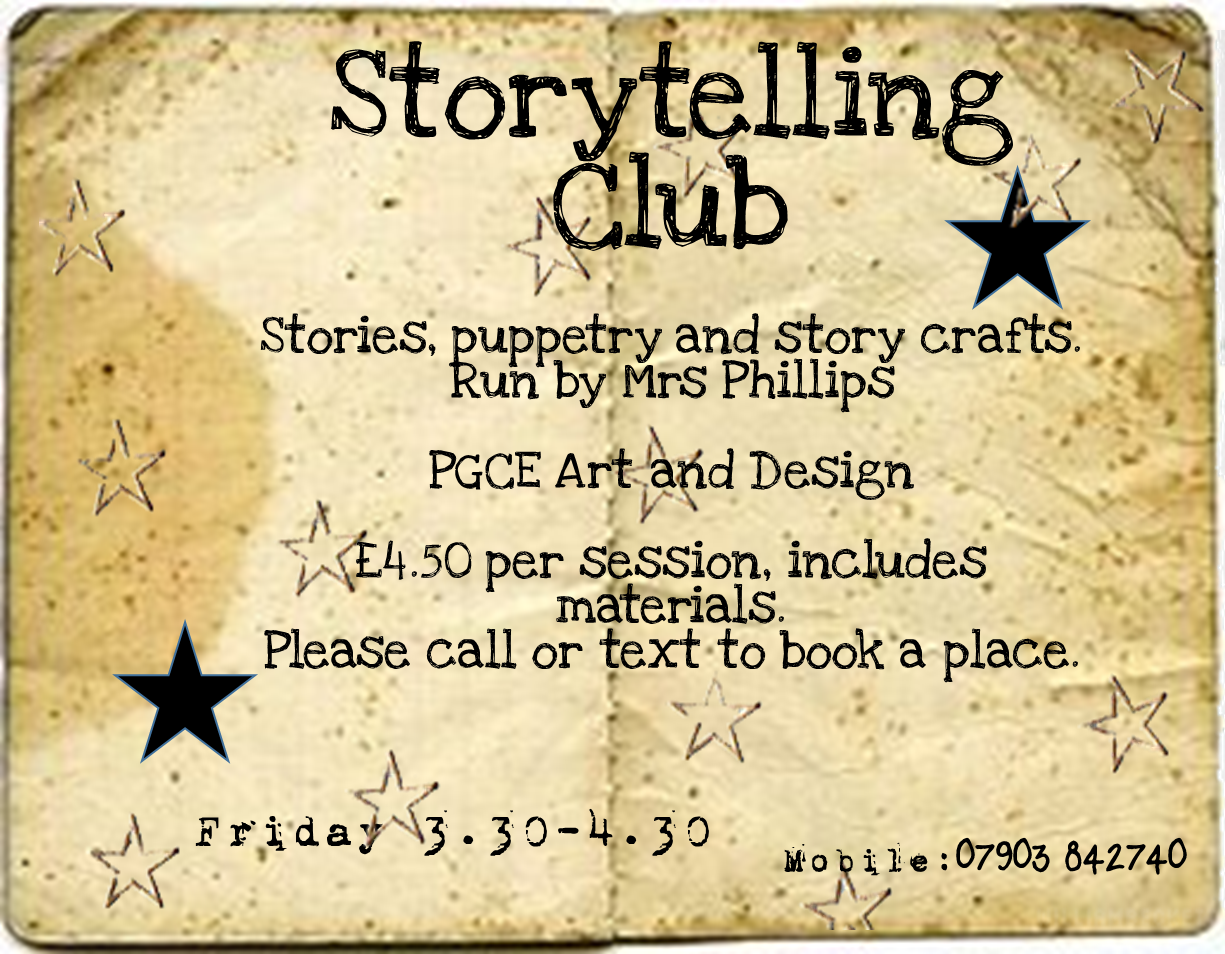 Storytelling
Club
Stories, puppetry and story crafts.
Run by Mrs Phillips
PGCE Art and Design
£4.50 per session, includes
materials.
Please call or text to book a place.
Friday 3.30-4.30
Mobile:07903 842740